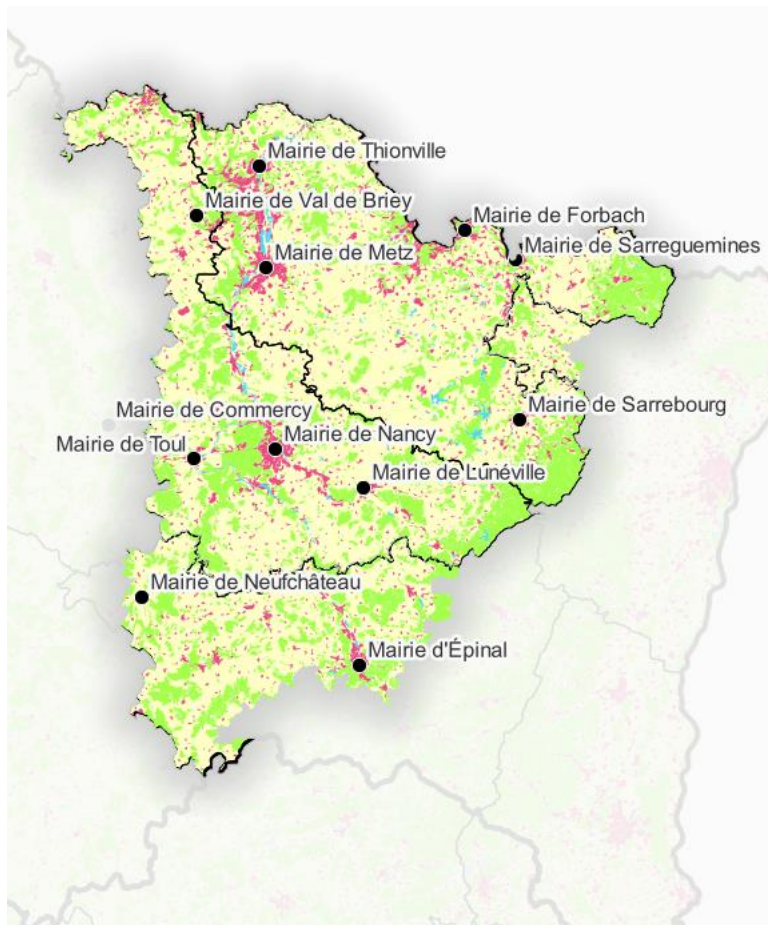 Mairie de Thionville
Mairie de Val de Briey
Mairie de Forbach
Mairie de Sarreguemines
Mairie de Metz
Mairie de Sarrebourg
Mairie de Commercy
Mairie de Nancy
Mairie de Toul
Mairie de Lunéville
Mairie de Neufchâteau
Mairie d'Épinal